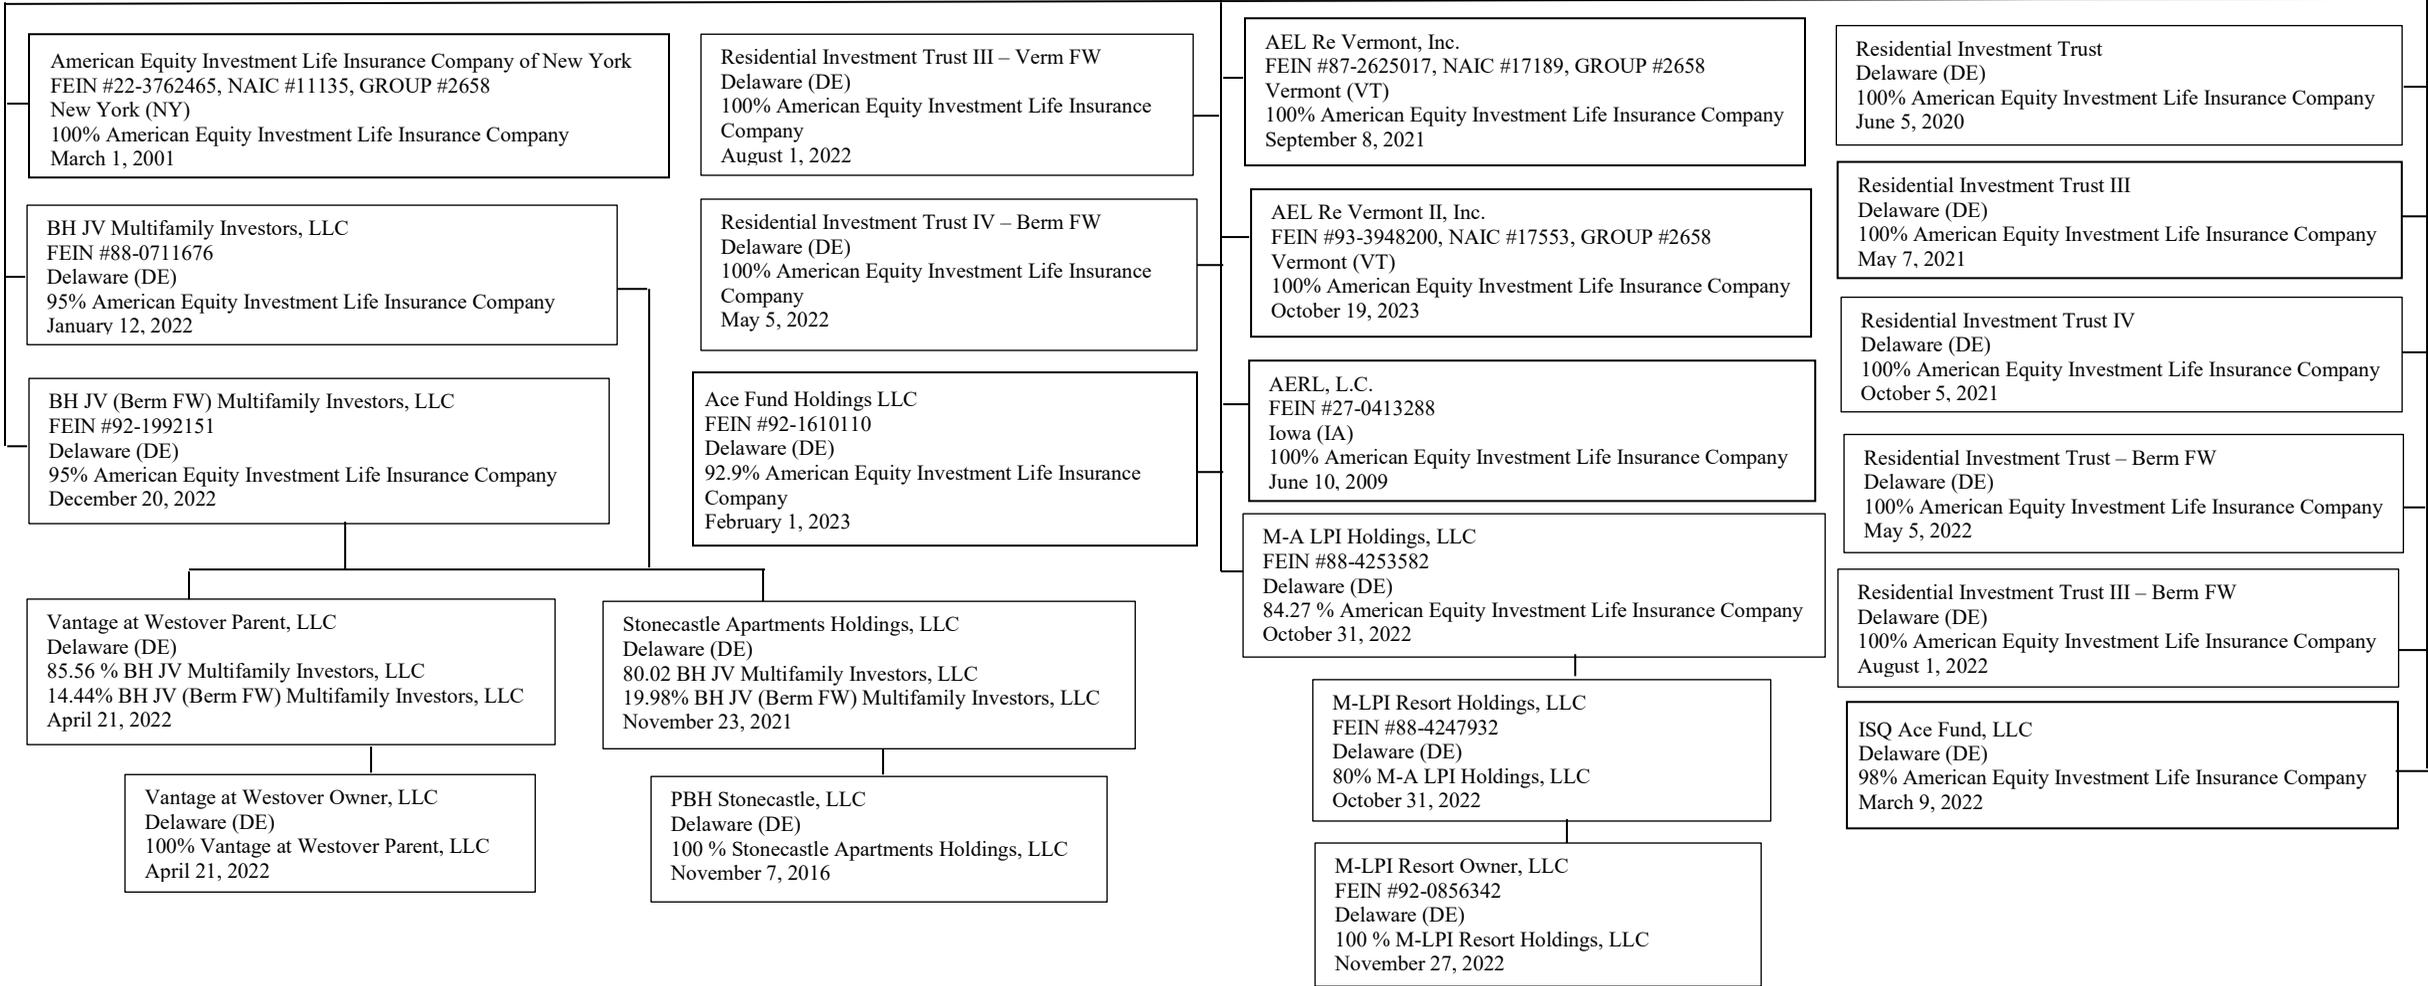 American Equity Investment Life Insurance Company of New York
FEIN #22-3762465, NAIC #11135, GROUP #2658
New York (NY)
100% American Equity Investment Life Insurance Company
March 1, 2001
BH JV Multifamily Investors, LLC
FEIN #88-0711676
Delaware (DE)
95% American Equity Investment Life Insurance Company
January 12, 2022
BH JV (Berm FW) Multifamily Investors, LLC
FEIN #92-1992151
Delaware (DE)
95% American Equity Investment Life Insurance Company
December 20, 2022
Vantage at Westover Parent, LLC
Delaware (DE)
85.56 % BH JV Multifamily Investors, LLC
14.44% BH JV (Berm FW) Multifamily Investors, LLC
April 21, 2022
Vantage at Westover Owner, LLC
Delaware (DE)
100% Vantage at Westover Parent, LLC
April 21, 2022
Stonecastle Apartments Holdings, LLC
Delaware (DE)
80.02 BH JV Multifamily Investors, LLC
19.98% BH JV (Berm FW) Multifamily Investors, LLC
November 23, 2021
PBH Stonecastle, LLC
Delaware (DE)
100 % Stonecastle Apartments Holdings, LLC
November 7, 2016
Residential Investment Trust III – Verm FW
Delaware (DE)
100% American Equity Investment Life Insurance
Company
August 1, 2022
Residential Investment Trust IV – Berm FW
Delaware (DE)
100% American Equity Investment Life Insurance
Company
May 5, 2022
Ace Fund Holdings LLC
FEIN #92-1610110
Delaware (DE)
92.9% American Equity Investment Life Insurance
Company
February 1, 2023
AEL Re Vermont, Inc.
FEIN #87-2625017, NAIC #17189, GROUP #2658
Vermont (VT)
100% American Equity Investment Life Insurance Company
September 8, 2021
AEL Re Vermont II, Inc.
FEIN #93-3948200, NAIC #17553, GROUP #2658
Vermont (VT)
100% American Equity Investment Life Insurance Company
October 19, 2023
AERL, L.C.
FEIN #27-0413288
Iowa (IA)
100% American Equity Investment Life Insurance Company
June 10, 2009
M-A LPI Holdings, LLC
FEIN #88-4253582
Delaware (DE)
84.27 % American Equity Investment Life Insurance Company
October 31, 2022
M-LPI Resort Holdings, LLC
FEIN #88-4247932
Delaware (DE)
80% M-A LPI Holdings, LLC
October 31, 2022
M-LPI Resort Owner, LLC
FEIN #92-0856342
Delaware (DE)
100 % M-LPI Resort Holdings, LLC
November 27, 2022
Residential Investment Trust
Delaware (DE)
100% American Equity Investment Life Insurance Company
June 5, 2020
Residential Investment Trust III
Delaware (DE)
100% American Equity Investment Life Insurance Company
May 7, 2021
Residential Investment Trust IV
Delaware (DE)
100% American Equity Investment Life Insurance Company
October 5, 2021
Residential Investment Trust – Berm FW
Delaware (DE)
100% American Equity Investment Life Insurance Company
May 5, 2022
Residential Investment Trust III – Berm FW
Delaware (DE)
100% American Equity Investment Life Insurance Company
August 1, 2022
ISQ Ace Fund, LLC
Delaware (DE)
98% American Equity Investment Life Insurance Company
March 9, 2022